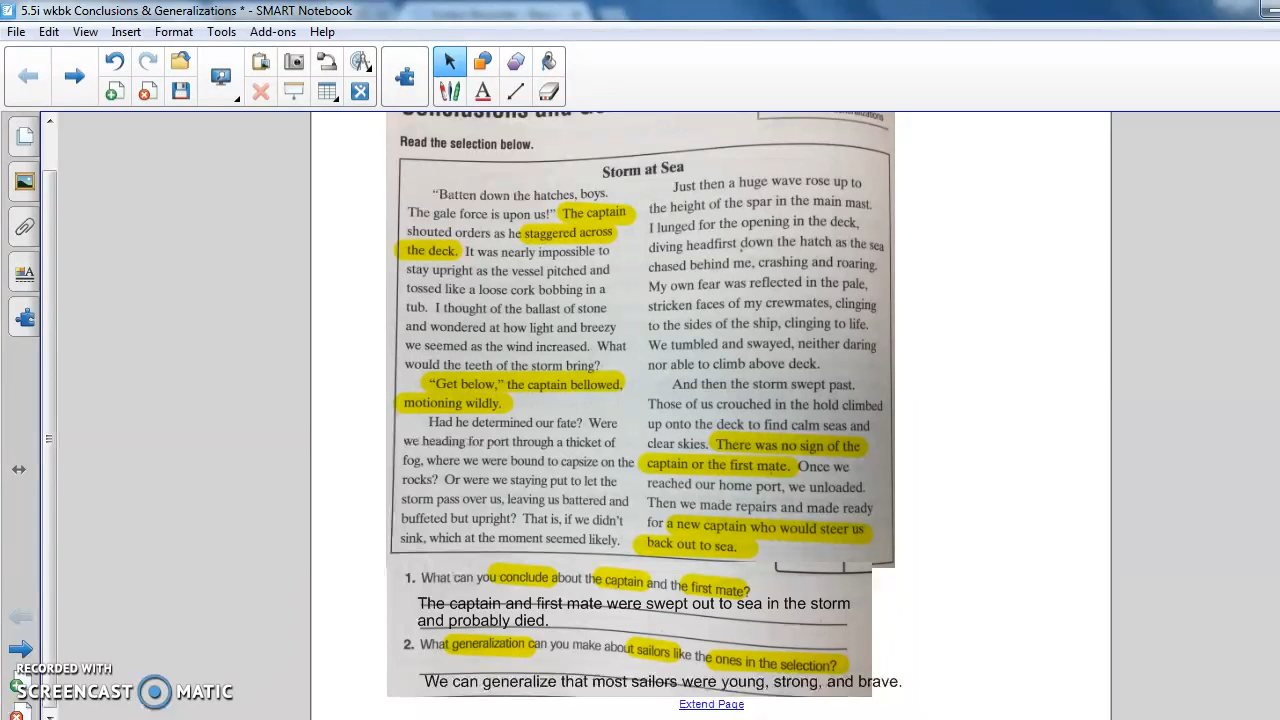 5.5i wkbk Conclusions & Generalizations * - SMART Notebook
File Edit View Insert Format Tools Add-ons Help
Conclusions and
Generalizations
Read the selection below.
Storm at Sea
“Batten down the hatches, boys.
The gale force is upon us!” The captain
shouted orders as he staggered across
the deck. It was nearly impossible to
stay upright as the vessel pitched and
tossed like a loose cork bobbing in a
tub. I thought of the ballast of stone
and wondered at how light and breezy
we seemed as the wind increased. What
would the teeth of the storm bring?
“Get below,” the captain bellowed,
motioning wildly.
Had he determined our fate? Were
we heading for port through a thicket of
fog, where we were bound to capsize on the
rocks? Or were we staying put to let the
storm pass over us, leaving us battered and
buffeted but upright? That is, if we didn’t
sink, which at the moment seemed likely.
Just then a huge wave rose up to
the height of the spar in the main mast.
I lunged for the opening in the deck,
diving headfirst down the hatch as the sea
chased behind me, crashing and roaring.
My own fear was reflected in the pale,
stricken faces of my crewmates, clinging
to the sides of the ship, clinging to life.
We tumbled and swayed, neither daring
nor able to climb above deck.
And then the storm swept past.
Those of us crouched in the hold climbed
up onto the deck to find calm seas and
clear skies. There was no sign of the
captain or the first mate. Once we
reached our home port, we unloaded.
Then we made repairs and made ready
for a new captain who would steer us
back out to sea.
1. What can you conclude about the captain and the first mate?
The captain and first mate were swept out to sea in the storm
and probably died.
2. What generalization can you make about sailors like the ones in the selection?
We can generalize that most sailors were young, strong, and brave.
Extend Page
RECORDED WITH
SCREENCAST MATIC